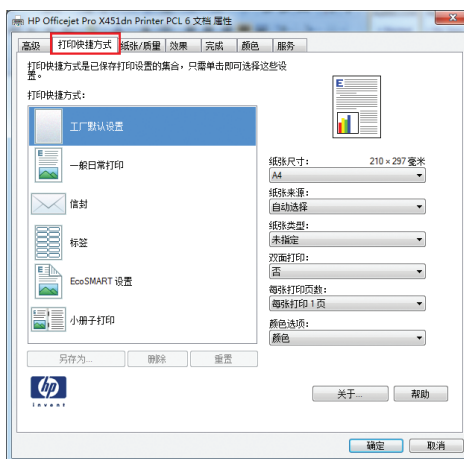 HP Officejet Pro X451dn Printer PCL 6 文档 属性
高级 打印快捷方式 纸张/质量 效果 完成 颜色 服务
打印快捷方式是已保存打印设置的集合，只需单击即可选择这些设
置。
打印快捷方式：
工厂默认设置
一般日常打印
信封
标签
EcoSMART 设置
小册子打印
另存为... 删除 重置
纸张尺寸： 210 × 297 毫米
A4
纸张来源：
自动选择
纸张类型：
未指定
双面打印：
否
每张打印页数：
每张打印 1 页
颜色选项：
颜色
hp
invent
关于... 帮助
确定 取消